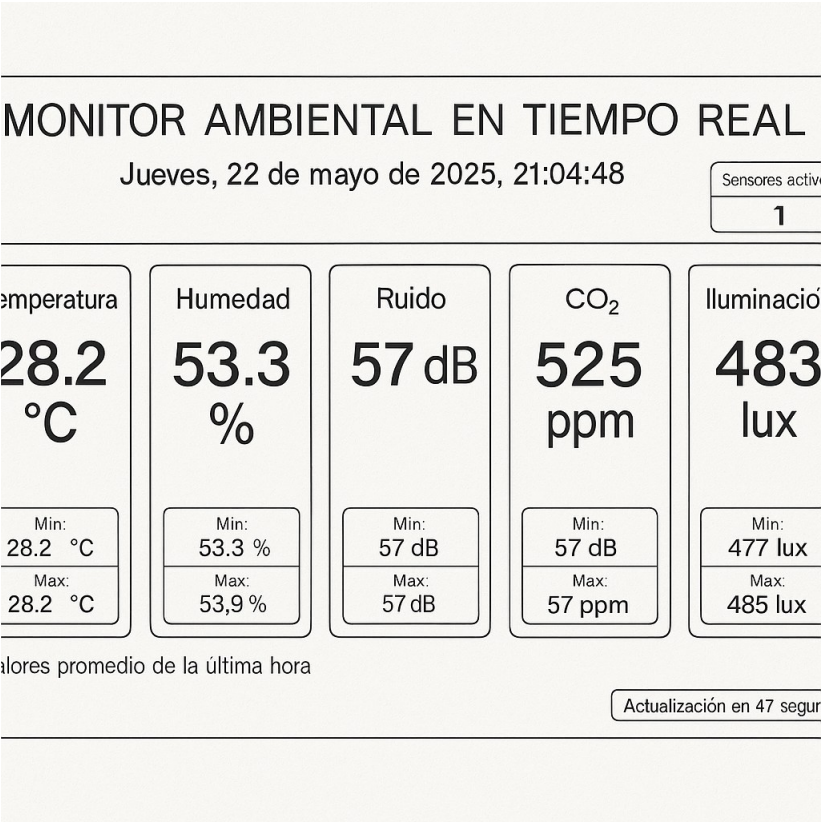 MONITOR AMBIENTAL EN TIEMPO REAL
Jueves, 22 de mayo de 2025, 21:04:48
Sensores activ
1
emperatura
28.2
°C
Min:
28.2 °C
Max:
28.2 °C
Humedad
53.3
%
Min:
53.3 %
Max:
53,9 %
Ruido
57 dB
Min:
57 dB
Max:
57 dB
CO₂
525
ppm
Min:
57 dB
Max:
57 ppm
Iluminació
483
lux
Min:
477 lux
Max:
485 lux
alores promedio de la última hora
Actualización en 47 segun